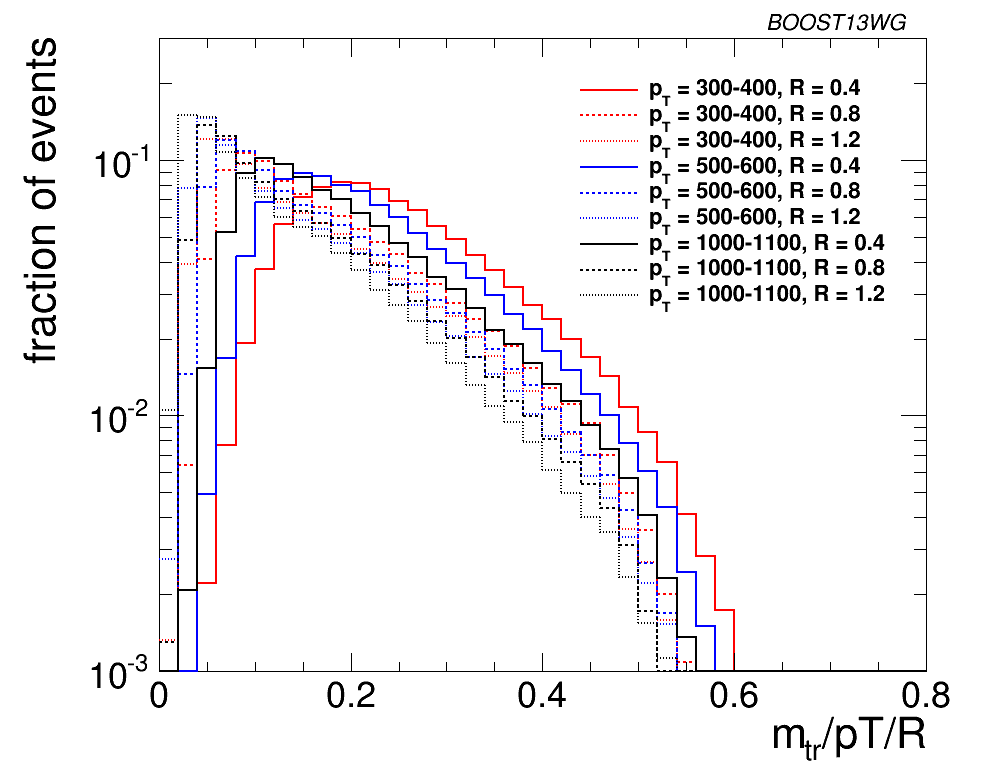 BOOST13WG
fraction of events
p_T = 300-400, R = 0.4
p_T = 300-400, R = 0.8
p_T = 300-400, R = 1.2
p_T = 500-600, R = 0.4
p_T = 500-600, R = 0.8
p_T = 500-600, R = 1.2
p_T = 1000-1100, R = 0.4
p_T = 1000-1100, R = 0.8
p_T = 1000-1100, R = 1.2
10^-1
10^-2
10^-3
0 0.2 0.4 0.6 0.8
m_tr/pT/R